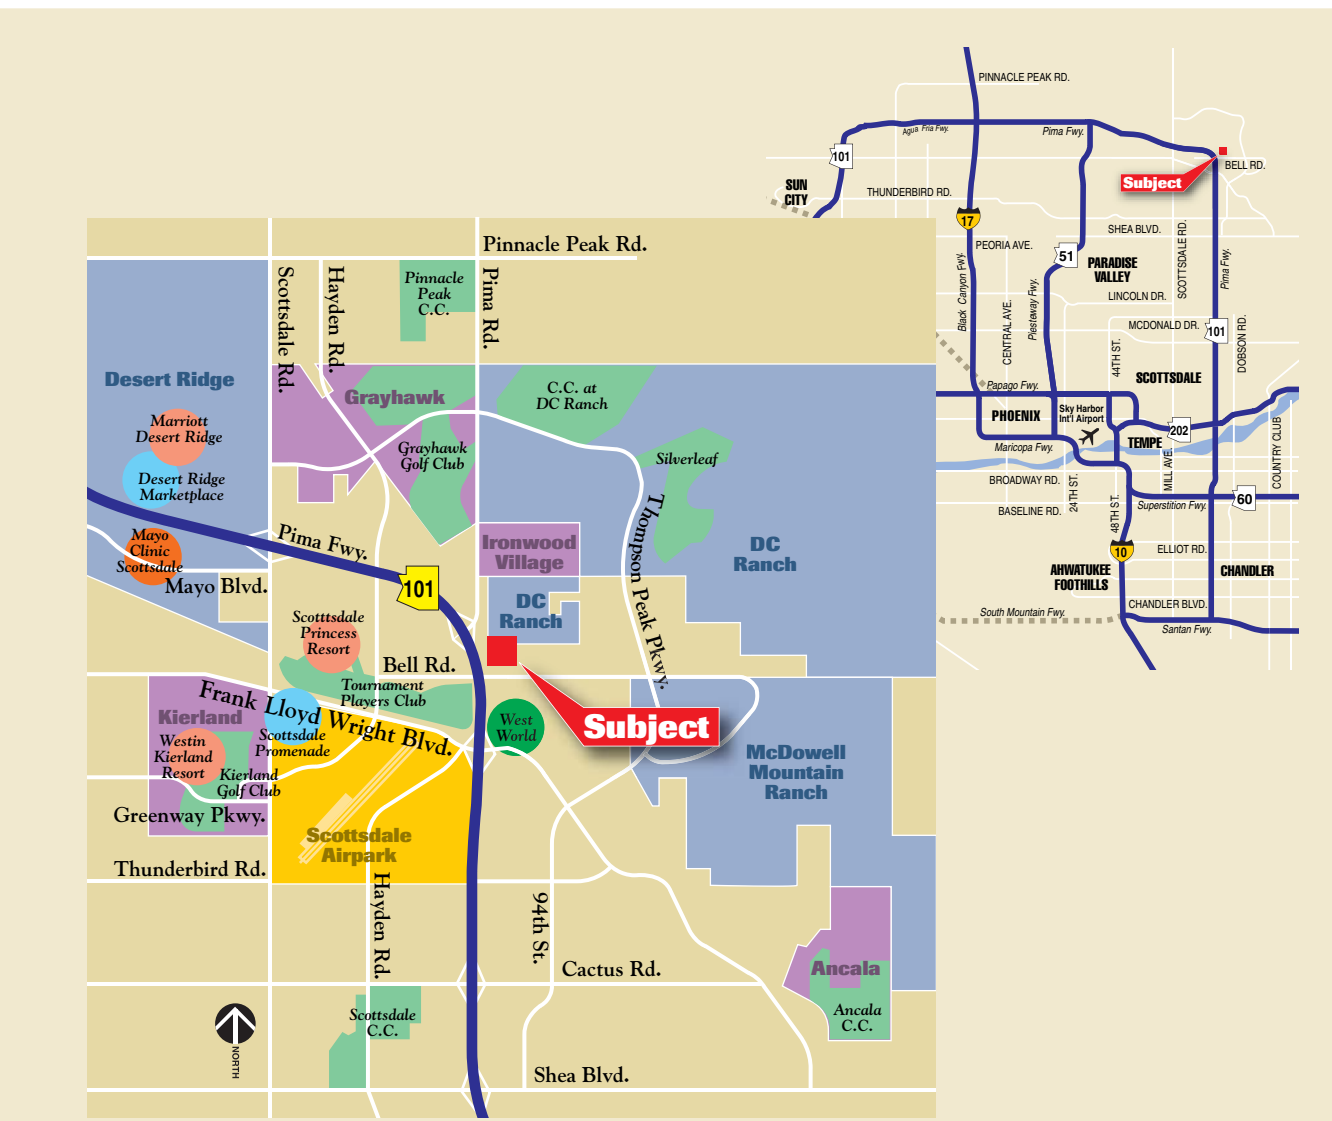 PINNACLE PEAK RD.
Agua Fria Fwy.
Pima Fwy.
101
BELL RD.
Subject
SUN
CITY
THUNDERBIRD RD.
17
SHEA BLVD.
PEORIA AVE.
51
PARADISE
VALLEY
SCOTTSDALE RD.
Pima Fwy.
Black Canyon Fwy.
Piesteway Fwy.
LINCOLN DR.
CENTRAL AVE.
MCDONALD DR.
101
DOBSON RD.
44TH ST.
SCOTTSDALE
Papago Fwy.
PHOENIX
Sky Harbor
Int'l Airport
202
TEMPE
COUNTRY CLUB
Maricopa Fwy.
MILL AVE.
BROADWAY RD.
24TH ST.
60
BASELINE RD.
48TH ST.
Superstition Fwy.
10
ELLIOT RD.
AHWATUKEE
FOOTHILLS
CHANDLER
CHANDLER BLVD.
South Mountain Fwy.
Santan Fwy.
Pinnacle Peak Rd.
Scottsdale Rd.
Hayden Rd.
Pinnacle
Peak
C.C.
Pima Rd.
Desert Ridge
Grayhawk
C.C. at
DC Ranch
Marriott
Desert Ridge
Grayhawk
Golf Club
Silverleaf
Desert Ridge
Marketplace
Thompson Peak Pkwy.
Mayo
Clinic
Scottsdale
Pima Fwy.
Ironwood
Village
DC
Ranch
Mayo Blvd.
101
DC
Ranch
Scotttsdale
Princess
Resort
Bell Rd.
Tournament
Players Club
Frank Lloyd Wright Blvd.
Kierland
Scottsdale
Promenade
West
World
Subject
Westin
Kierland
Resort
Kierland
Golf Club
McDowell
Mountain
Ranch
Greenway Pkwy.
Scottsdale
Airpark
Thunderbird Rd.
Hayden Rd.
94th St.
Cactus Rd.
Ancala
Ancala
C.C.
Scottsdale
C.C.
NORTH
Shea Blvd.